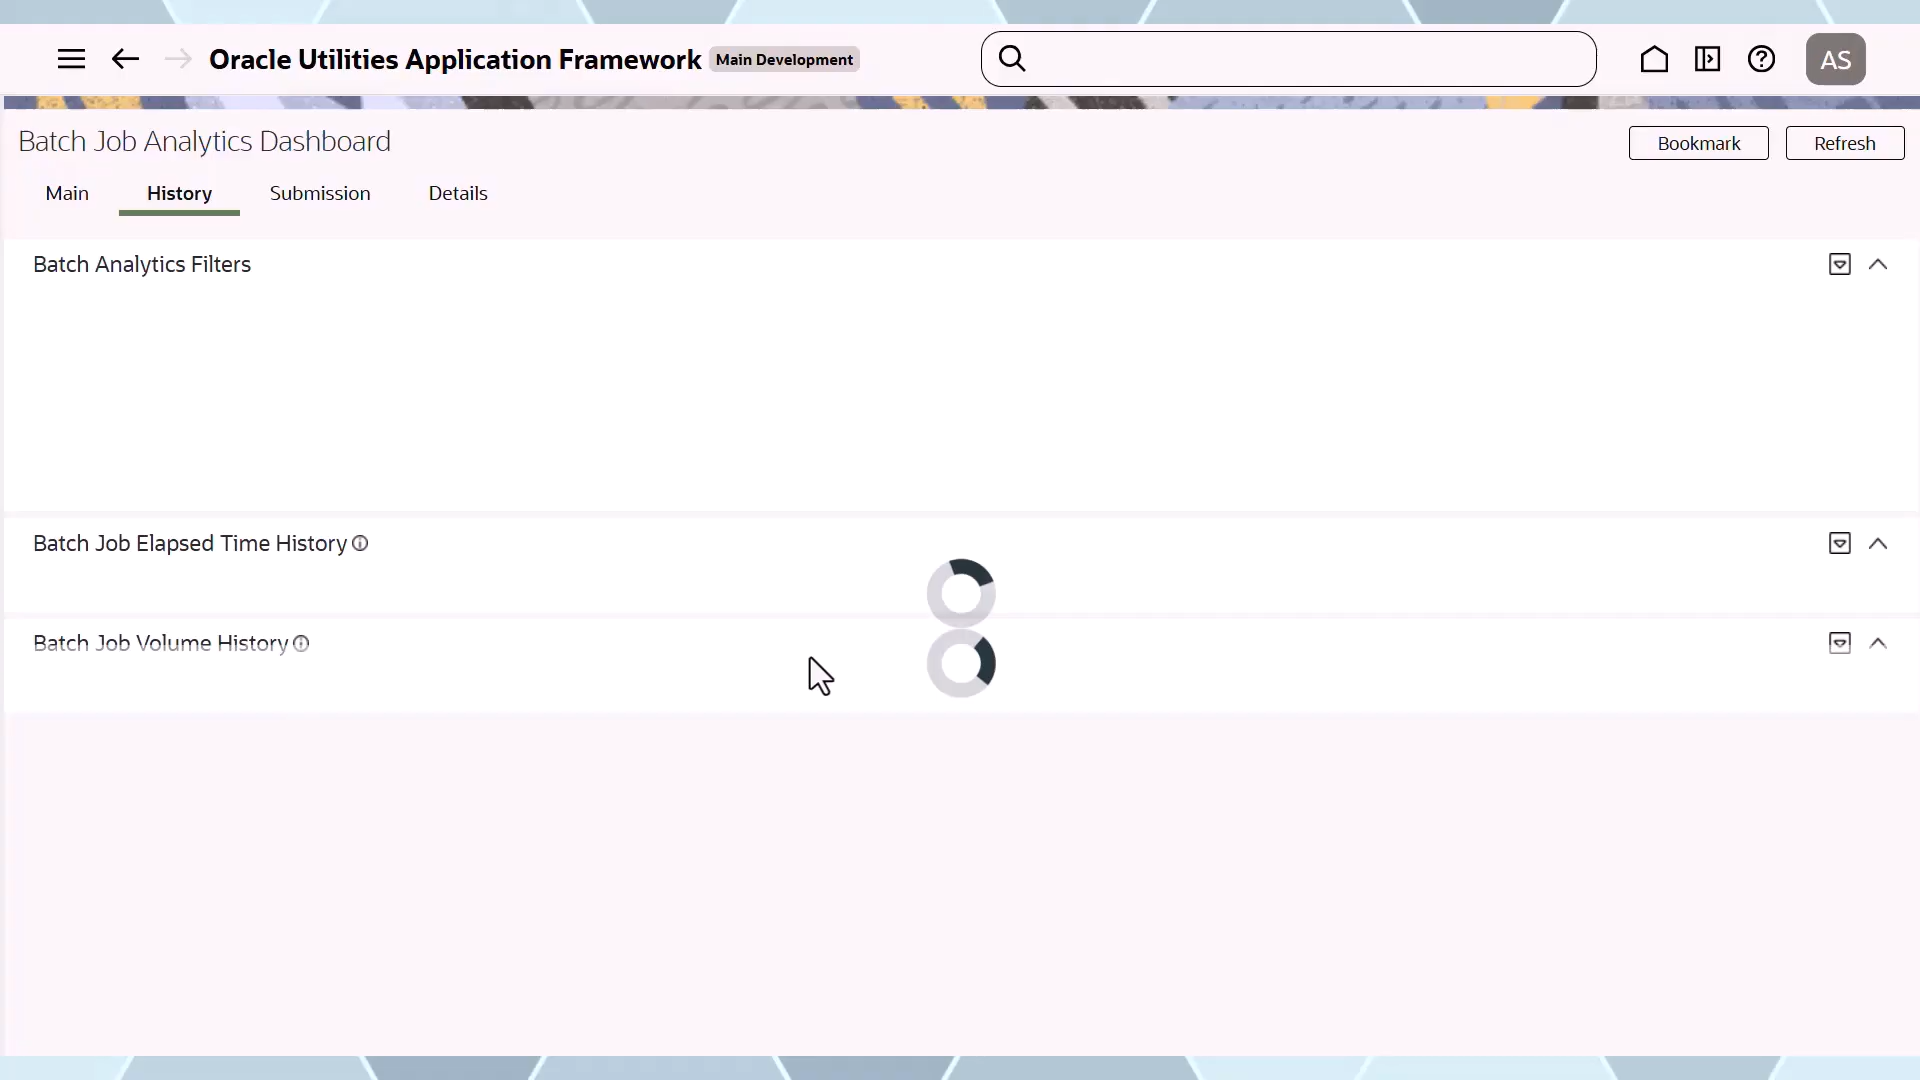 Oracle Utilities Application Framework Main Development
AS
Batch Job Analytics Dashboard
Bookmark Refresh
Main History Submission Details
Batch Analytics Filters
Batch Job Elapsed Time History
Batch Job Volume History